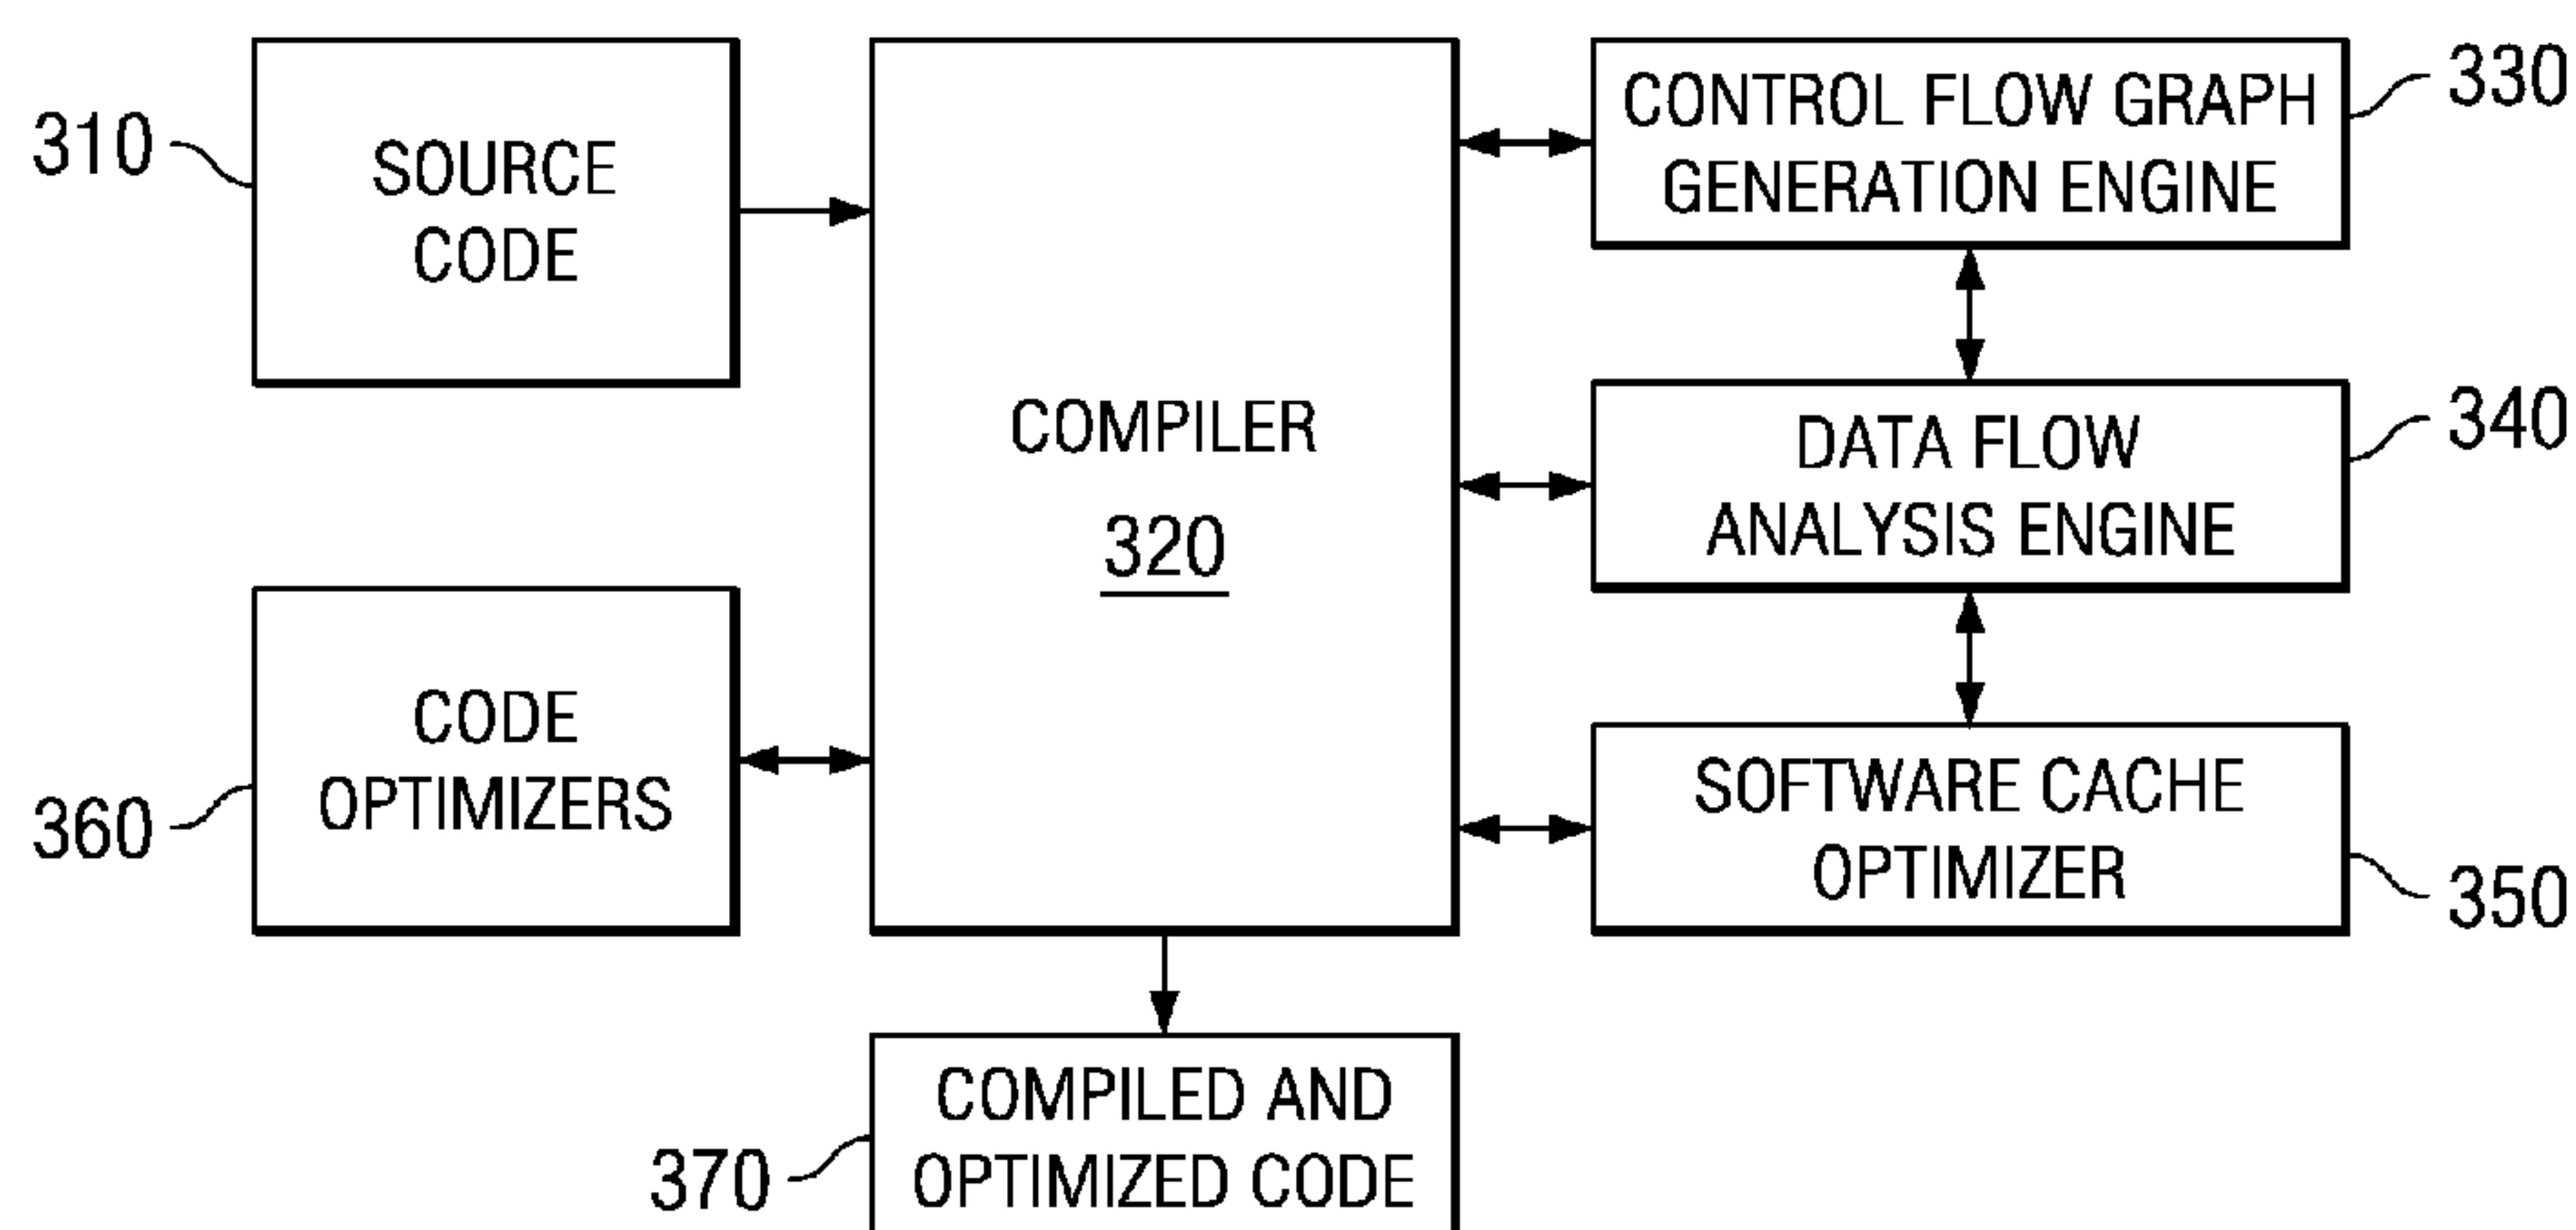 310
SOURCE
CODE
COMPILER
320
CONTROL FLOW GRAPH
GENERATION ENGINE
330
DATA FLOW
ANALYSIS ENGINE
340
SOFTWARE CACHE
OPTIMIZER
350
CODE
OPTIMIZERS
360
COMPILED AND
OPTIMIZED CODE
370